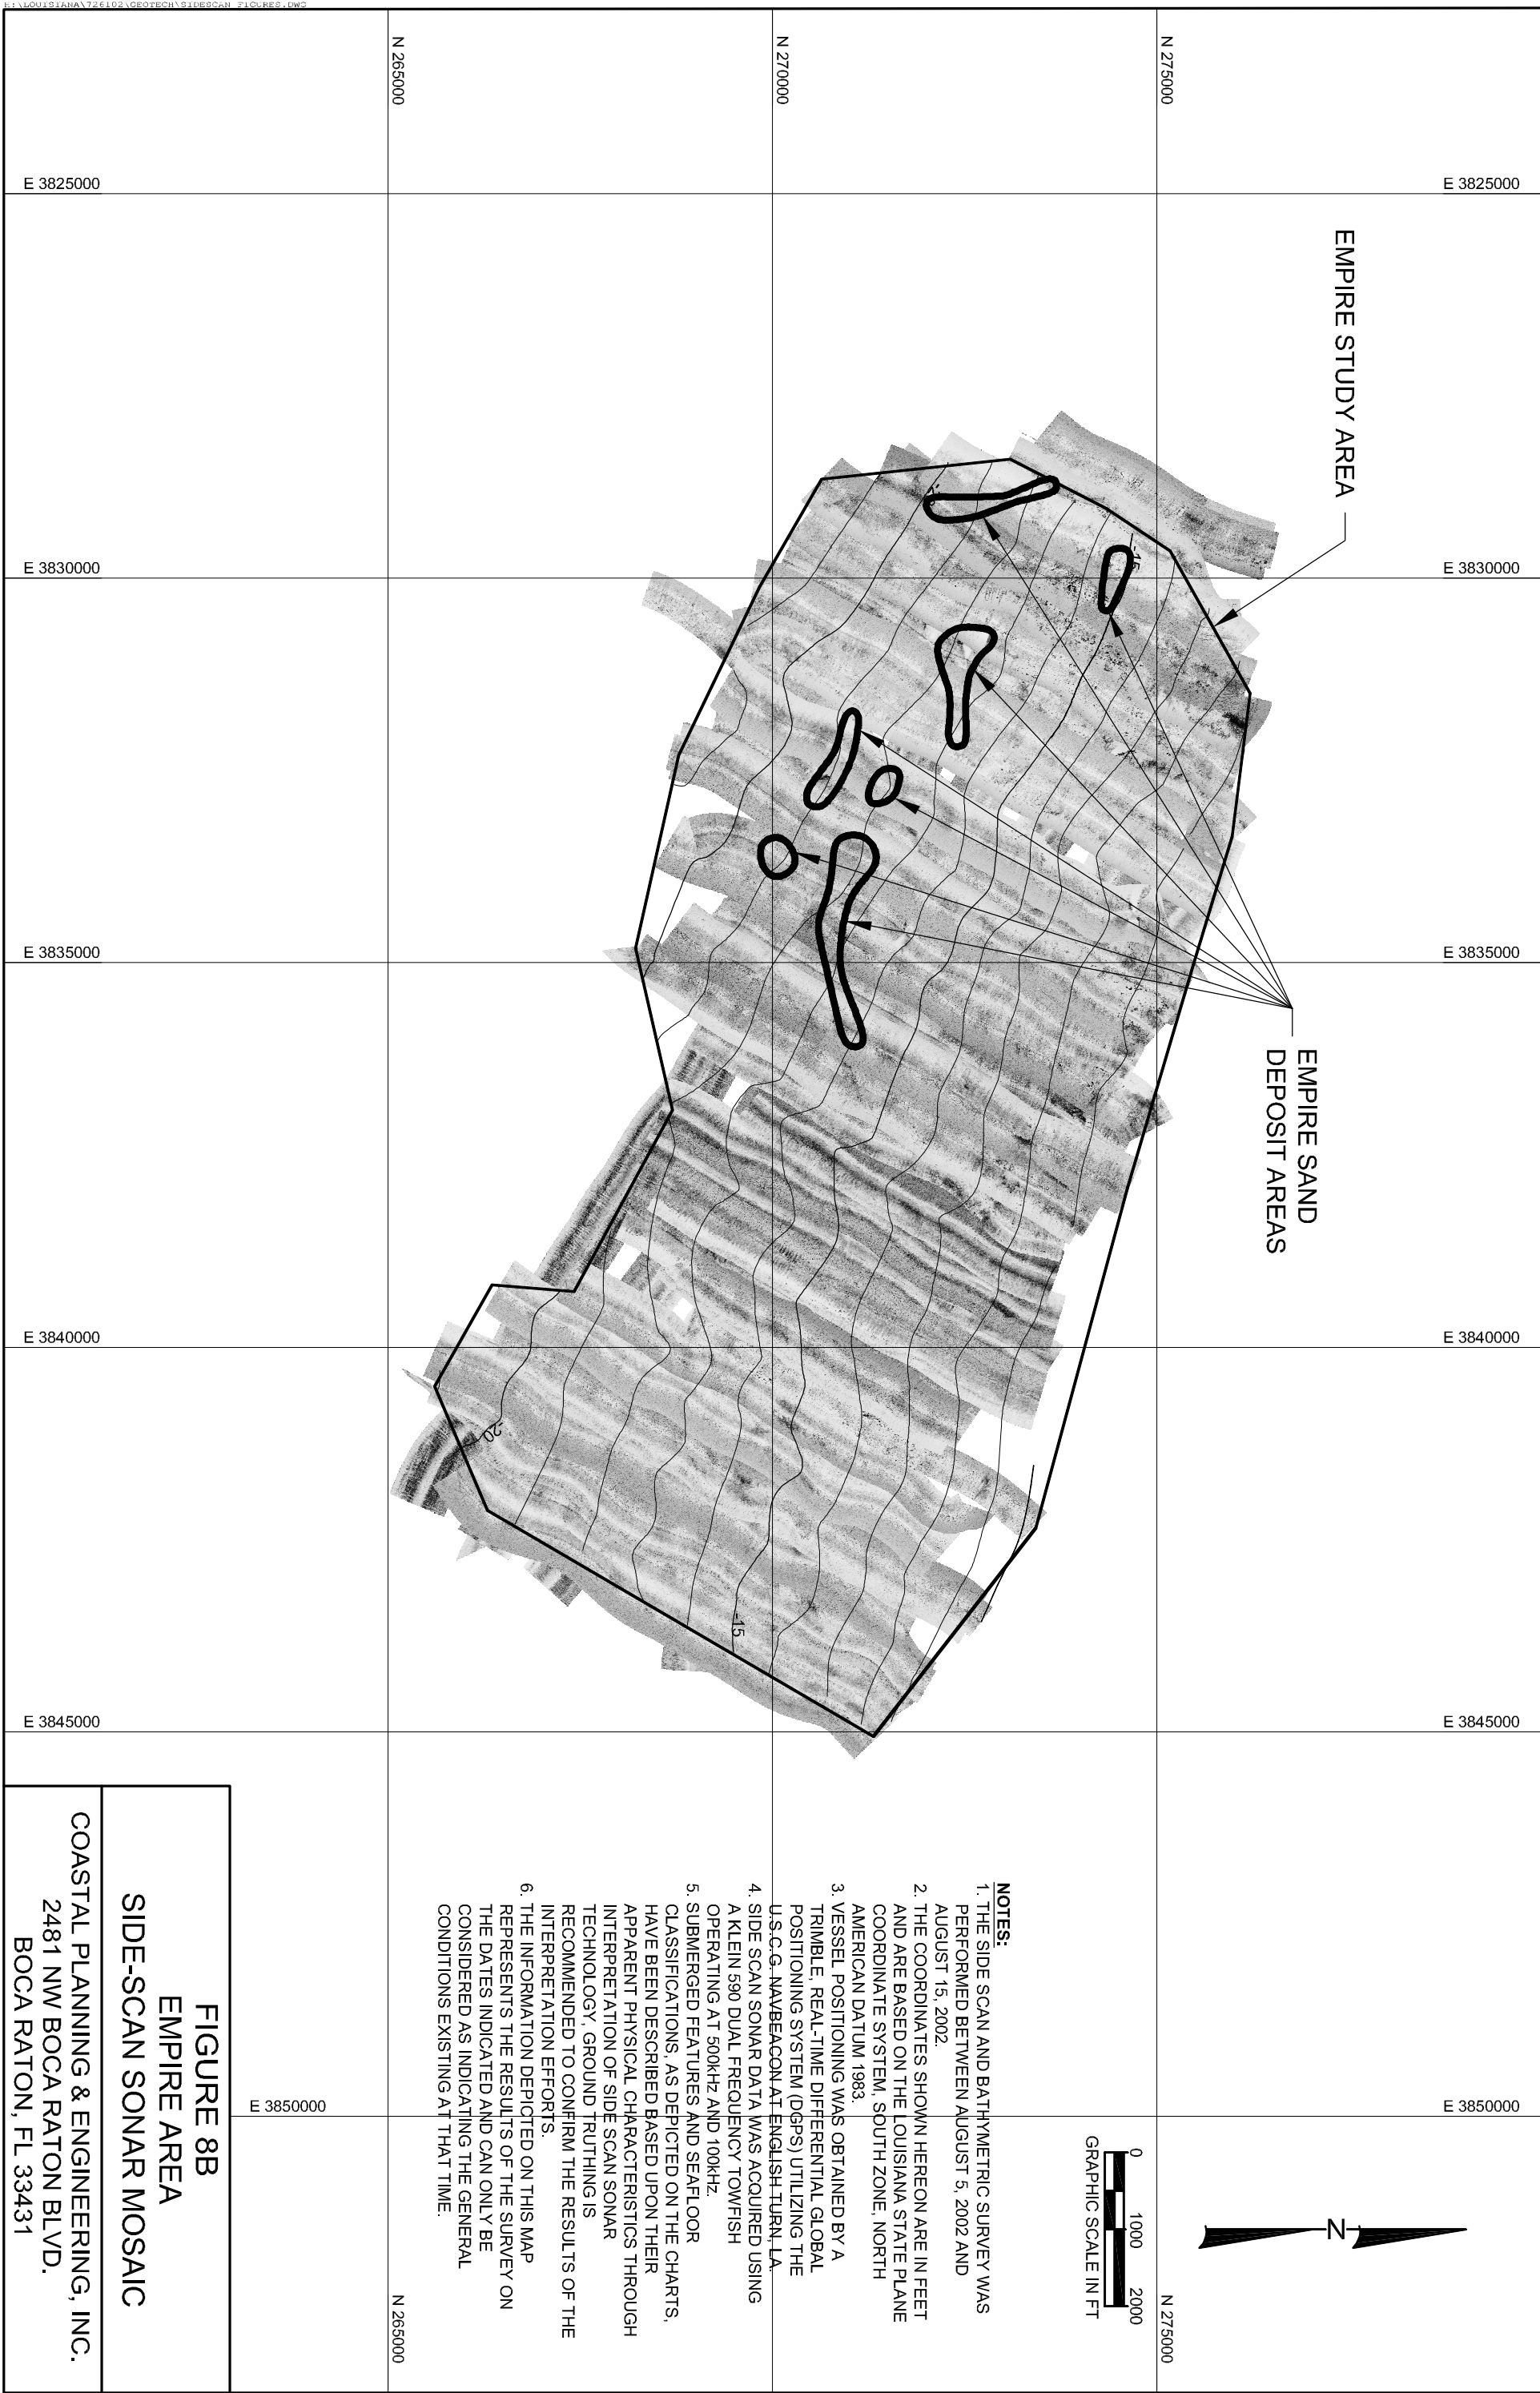 K:\LOUISIANA\726102\GEOTECH\SIDESCAN FIGURES.DWG
N 265000
N 270000
N 275000
E 3825000
E 3825000
EMPIRE STUDY AREA
E 3830000
E 3830000
-15
E 3835000
E 3835000
EMPIRE SAND
DEPOSIT AREAS
E 3840000
E 3840000
-20
-15
E 3845000
E 3845000
E 3850000
E 3850000
N 265000
N 275000
N
0 1000 2000
GRAPHIC SCALE IN FT
NOTES:
1. THE SIDE SCAN AND BATHYMETRIC SURVEY WAS
PERFORMED BETWEEN AUGUST 5, 2002 AND
AUGUST 15, 2002.
2. THE COORDINATES SHOWN HEREON ARE IN FEET
AND ARE BASED ON THE LOUISIANA STATE PLANE
COORDINATE SYSTEM, SOUTH ZONE, NORTH
AMERICAN DATUM 1983.
3. VESSEL POSITIONING WAS OBTAINED BY A
TRIMBLE, REAL-TIME DIFFERENTIAL GLOBAL
POSITIONING SYSTEM (DGPS) UTILIZING THE
U.S.C.G. NAVBEACON AT ENGLISH TURN, LA.
4. SIDE SCAN SONAR DATA WAS ACQUIRED USING
A KLEIN 590 DUAL FREQUENCY TOWFISH
OPERATING AT 500kHz AND 100kHz.
5. SUBMERGED FEATURES AND SEAFLOOR
CLASSIFICATIONS, AS DEPICTED ON THE CHARTS,
HAVE BEEN DESCRIBED BASED UPON THEIR
APPARENT PHYSICAL CHARACTERISTICS THROUGH
INTERPRETATION OF SIDE SCAN SONAR
TECHNOLOGY, GROUND TRUTHING IS
RECOMMENDED TO CONFIRM THE RESULTS OF THE
INTERPRETATION EFFORTS.
6. THE INFORMATION DEPICTED ON THIS MAP
REPRESENTS THE RESULTS OF THE SURVEY ON
THE DATES INDICATED AND CAN ONLY BE
CONSIDERED AS INDICATING THE GENERAL
CONDITIONS EXISTING AT THAT TIME.
FIGURE 8B
EMPIRE AREA
SIDE-SCAN SONAR MOSAIC
COASTAL PLANNING & ENGINEERING, INC.
2481 NW BOCA RATON BLVD.
BOCA RATON, FL 33431